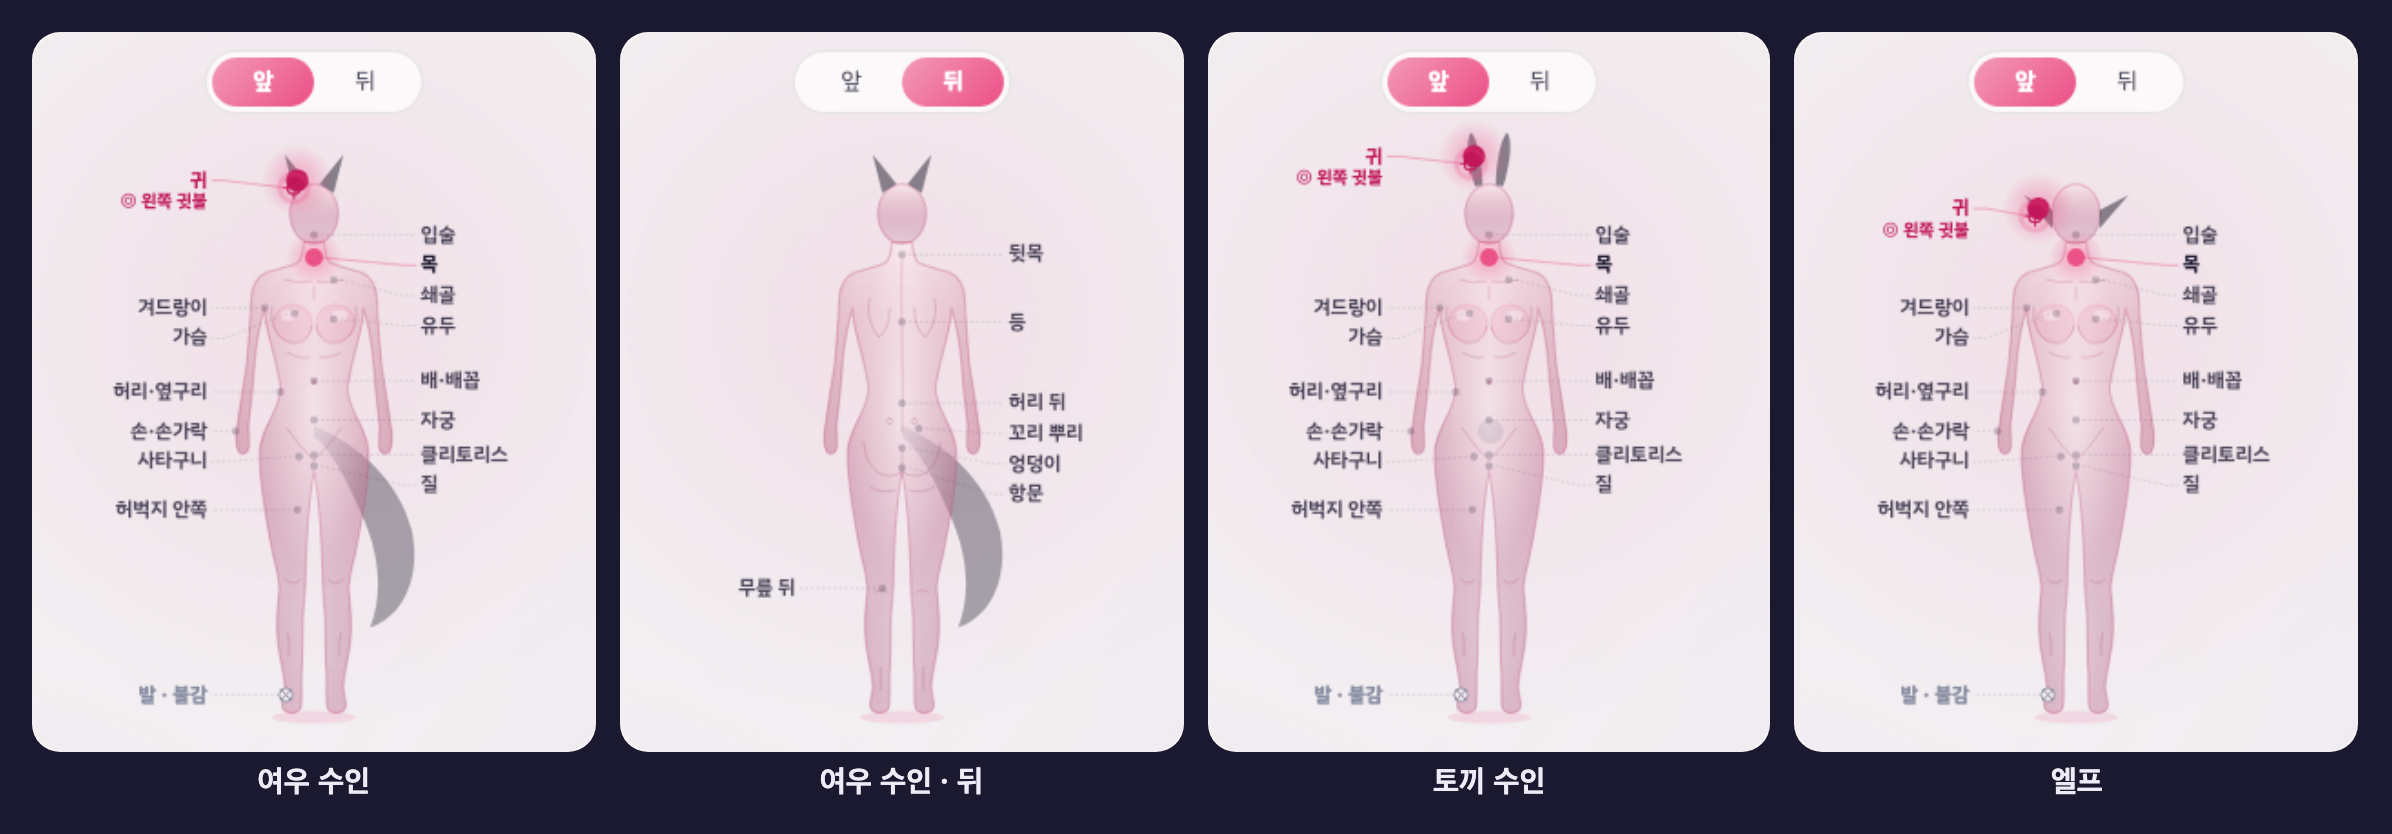 앞 뒤
귀
◎ 왼쪽 귓불
입술
목
쇄골
겨드랑이
유두
가슴
배·배꼽
허리·옆구리
자궁
손·손가락
클리토리스
사타구니
질
허벅지 안쪽
발 · 불감
여우 수인
앞 뒤
뒷목
등
허리 뒤
꼬리 뿌리
엉덩이
항문
무릎 뒤
여우 수인 · 뒤
앞 뒤
귀
◎ 왼쪽 귓불
입술
목
쇄골
겨드랑이
유두
가슴
배·배꼽
허리·옆구리
자궁
손·손가락
클리토리스
사타구니
질
허벅지 안쪽
발 · 불감
토끼 수인
앞 뒤
귀
◎ 왼쪽 귓불
입술
목
쇄골
겨드랑이
유두
가슴
배·배꼽
허리·옆구리
자궁
손·손가락
클리토리스
사타구니
질
허벅지 안쪽
발 · 불감
엘프